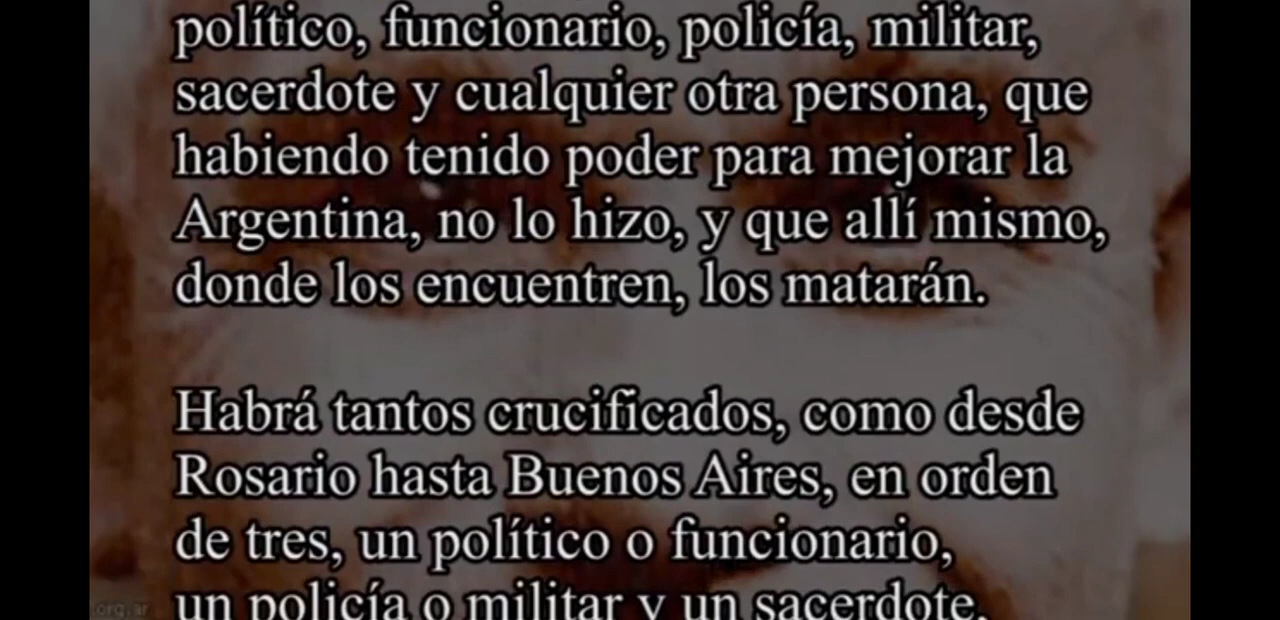 político, funcionario, policía, militar,
sacerdote y cualquier otra persona, que
habiendo tenido poder para mejorar la
Argentina, no lo hizo, y que allí mismo,
donde los encuentren, los matarán.
Habrá tantos crucificados, como desde
Rosario hasta Buenos Aires, en orden
de tres, un político o funcionario,
un policía o militar y un sacerdote.
org.ar